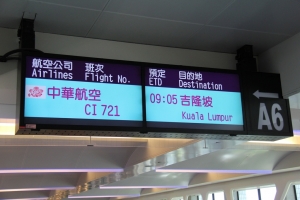 航空公司 班次
Airlines Flight No.
中華航空
CI 721
預定 目的地
ETD Destination
09:05 吉隆坡
Kuala Lumpur
A6